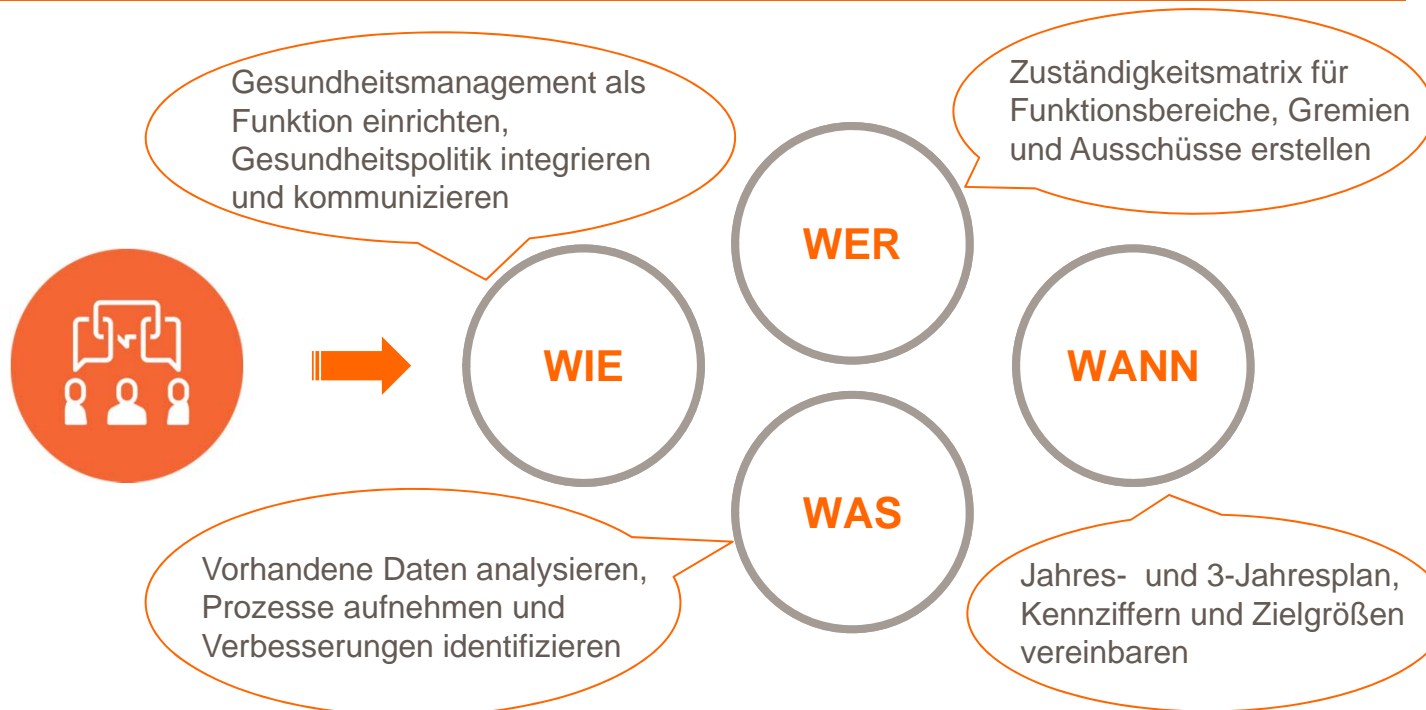 Gesundheitsmanagement als
Funktion einrichten,
Gesundheitspolitik integrieren
und kommunizieren
Zuständigkeitsmatrix für
Funktionsbereiche, Gremien
und Ausschüsse erstellen
WER
WIE
WANN
WAS
Vorhandene Daten analysieren,
Prozesse aufnehmen und
Verbesserungen identifizieren
Jahres- und 3-Jahresplan,
Kennziffern und Zielgrößen
vereinbaren